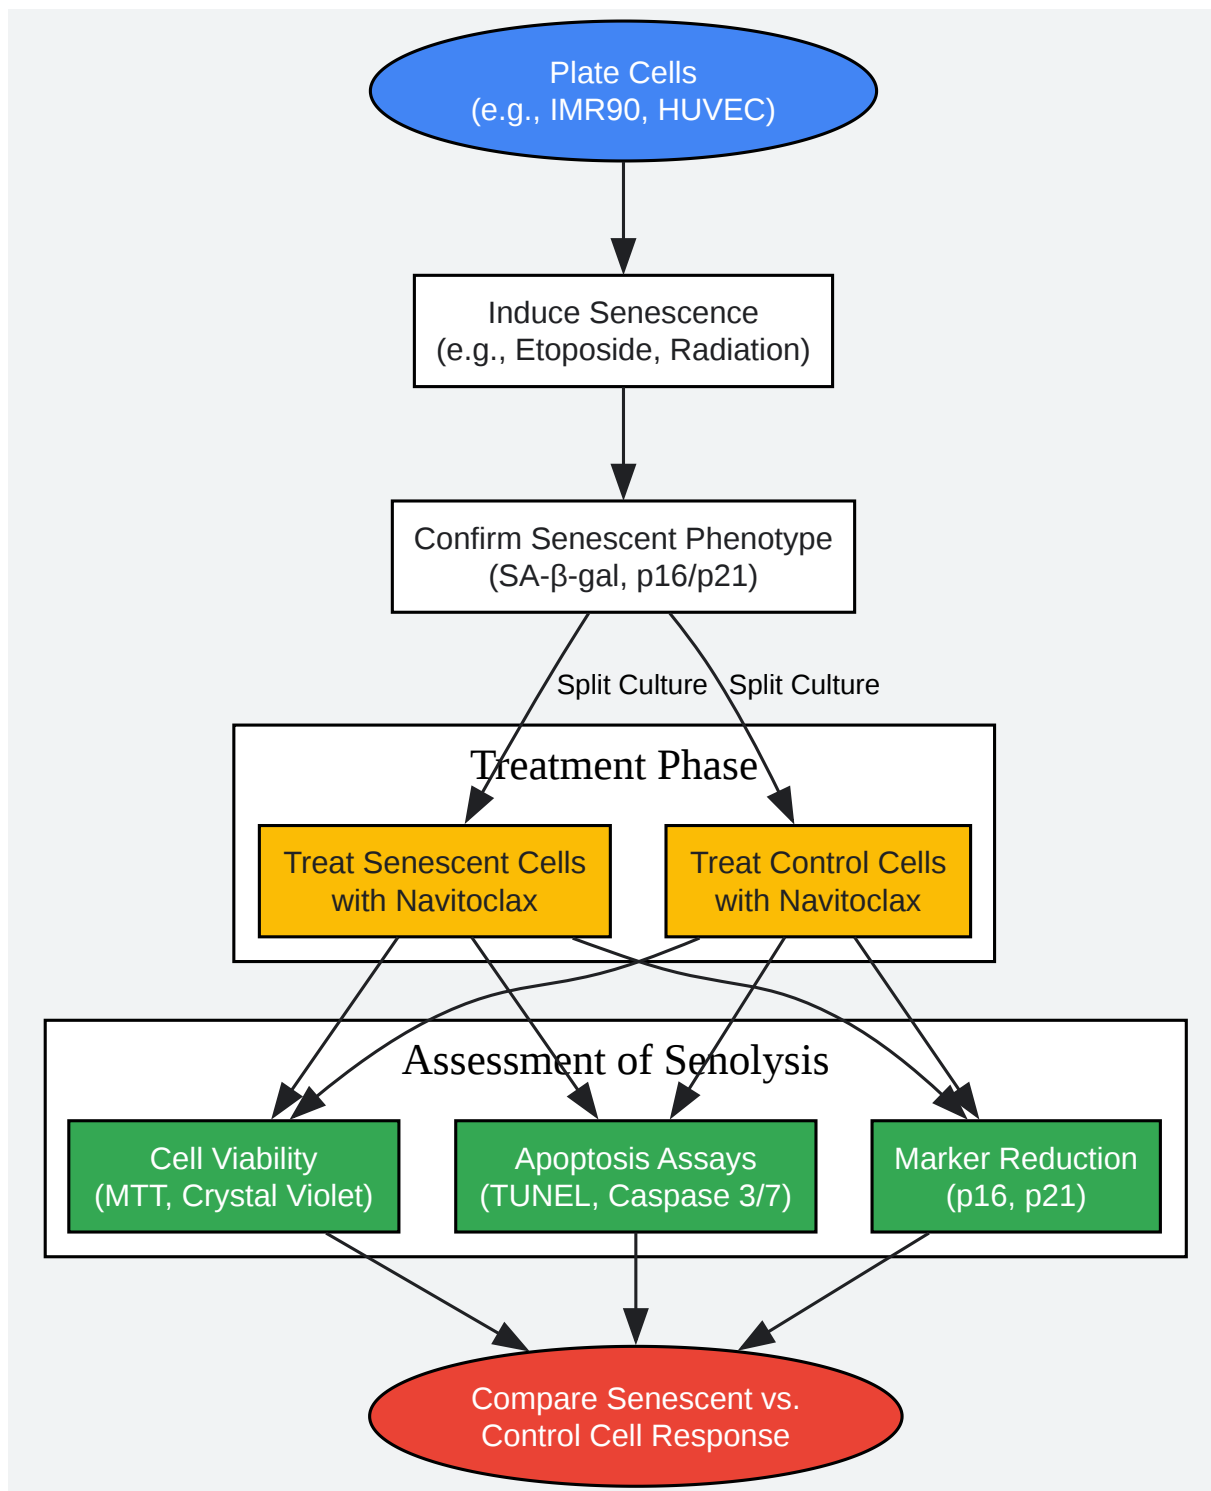 Plate Cells
(e.g., IMR90, HUVEC)
Induce Senescence
(e.g., Etoposide, Radiation)
Confirm Senescent Phenotype
(SA-β-gal, p16/p21)
Split Culture
Split Culture
Treatment Phase
Treat Senescent Cells
with Navitoclax
Treat Control Cells
with Navitoclax
Assessment of Senolysis
Cell Viability
(MTT, Crystal Violet)
Apoptosis Assays
(TUNEL, Caspase 3/7)
Marker Reduction
(p16, p21)
Compare Senescent vs.
Control Cell Response